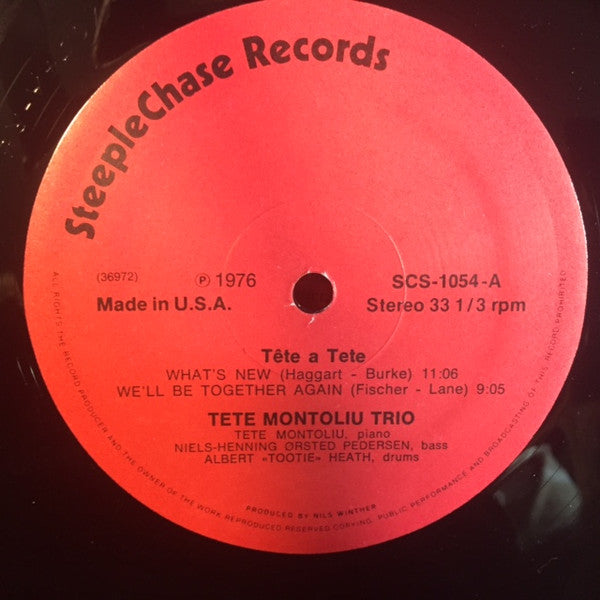 SteepleChase Records
(36972)
℗ 1976
SCS-1054-A
Made in U.S.A.
Stereo 33 1/3 rpm
Tête a Tete
WHAT'S NEW (Haggart - Burke) 11:06
WE'LL BE TOGETHER AGAIN (Fischer - Lane) 9:05
TETE MONTOLIU TRIO
TETE MONTOLIU, piano
NIELS-HENNING ØRSTED PEDERSEN, bass
ALBERT «TOOTIE» HEATH, drums
PRODUCED BY NILS WINTHER
ALL RIGHTS THE RECORD PRODUCER AND THE OWNER OF THE WORK REPRODUCED RESERVED COPYING, PUBLIC PERFORMANCE AND BROADCASTING OF THIS RECORD PROHIBITED